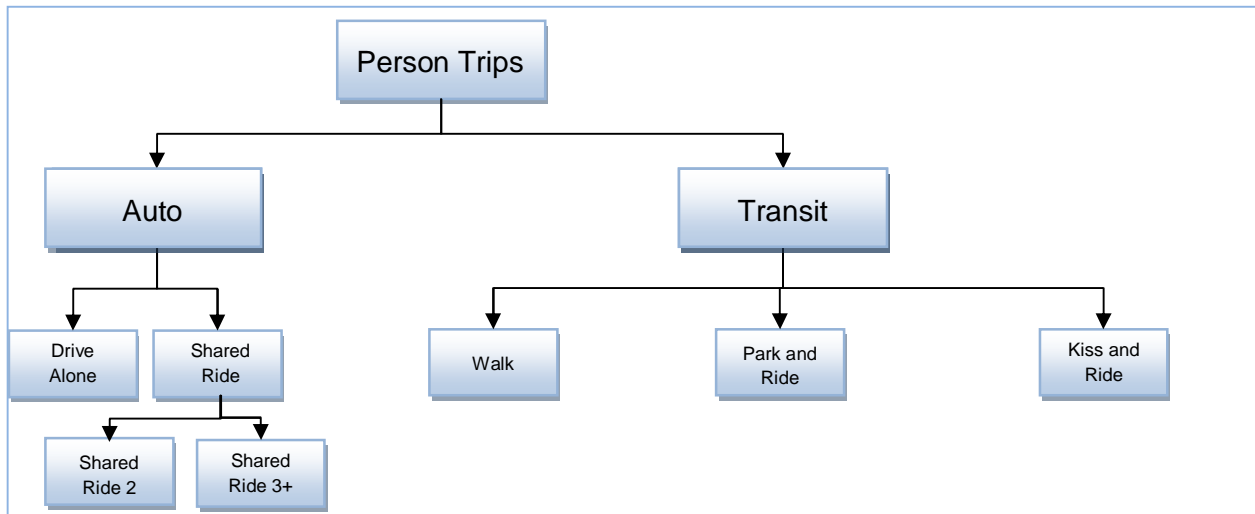 Person Trips
Auto
Transit
Drive
Alone
Shared
Ride
Walk
Park and
Ride
Kiss and
Ride
Shared
Ride 2
Shared
Ride 3+